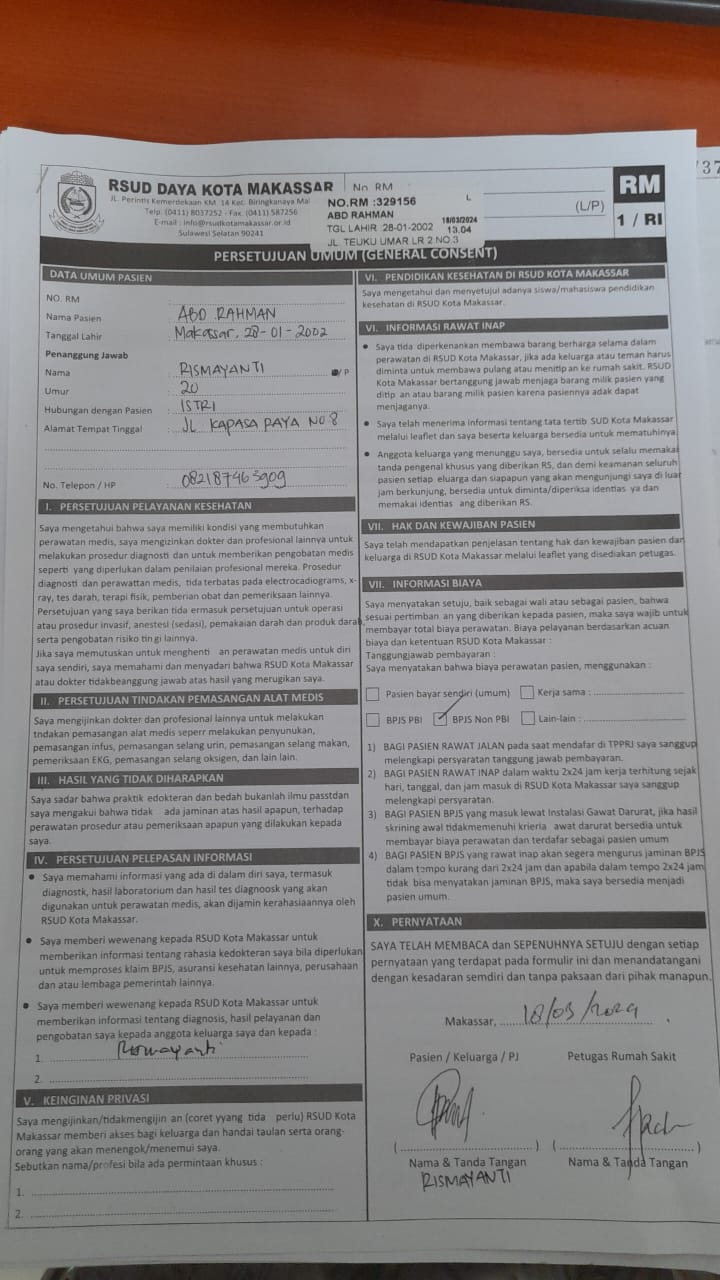 RSUD DAYA KOTA MAKASSAR
JL. Perintis Kemerdekaan KM. 14 Kec. Biringkanaya Mal
Telp. (0411) 8037252 - Fax. (0411) 587256
E-mail : info@rsudkotamakassar.or.id
Sulawesi Selatan 90241
No. RM
NO.RM :329156
L
ABD RAHMAN
18/03/2024
TGL LAHIR 28-01-2002
13.04
JL. TEUKU UMAR LR 2 NO.3
(L/P)
RM
1 / RI
37
PERSETUJUAN UMUM (GENERAL CONSENT)
DATA UMUM PASIEN
NO. RM :
Nama Pasien : ABD RAHMAN
Tanggal Lahir : Makassar, 28-01-2002
Penanggung Jawab
Nama : RISMAYANTI /P
Umur : 20
Hubungan dengan Pasien : ISTRI
Alamat Tempat Tinggal : JL KAPASA RAYA NO 8
No. Telepon / HP : 082187463909
I. PERSETUJUAN PELAYANAN KESEHATAN
Saya mengetahui bahwa saya memiliki kondisi yang membutuhkan
perawatan medis, saya mengizinkan dokter dan profesional lainnya untuk
melakukan prosedur diagnosti dan untuk memberikan pengobatan medis
seperti yang diperlukan dalam penilaian profesional mereka. Prosedur
diagnosti dan perawattan medis, tida terbatas pada electrocadiograms, x-
ray, tes darah, terapi fisik, pemberian obat dan pemeriksaan lainnya.
Persetujuan yang saya berikan tida ermasuk persetujuan untuk operasi
atau prosedur invasif, anestesi (sedasi), pemakaian darah dan produk darah,
serta pengobatan risiko tin gi lainnya.
Jika saya memutuskan untuk menghenti an perawatan medis untuk diri
saya sendiri, saya memahami dan menyadari bahwa RSUD Kota Makassar
atau dokter tidakbeanggung jawab atas hasil yang merugikan saya.
II. PERSETUJUAN TINDAKAN PEMASANGAN ALAT MEDIS
Saya mengijinkan dokter dan profesional lainnya untuk melakukan
tndakan pemasangan alat medis seperr melakukan penyunukan,
pemasangan infus, pemasangan selang urin, pemasangan selang makan,
pemeriksaan EKG, pemasangan selang oksigen, dan lain lain.
III. HASIL YANG TIDAK DIHARAPKAN
Saya sadar bahwa praktik edokteran dan bedah bukanlah ilmu passtdan
saya mengakui bahwa tidak ada jaminan atas hasil apapun, terhadap
perawatan prosedur atau pemeriksaan apapun yang dilakukan kepada
saya.
IV. PERSETUJUAN PELEPASAN INFORMASI
• Saya memahami informasi yang ada di dalam diri saya, termasuk
diagnostk, hasil laboratorium dan hasil tes diagnoosk yang akan
digunakan untuk perawatan medis, akan dijamin kerahasiaannya oleh
RSUD Kota Makassar.
• Saya memberi wewenang kepada RSUD Kota Makassar untuk
memberikan informasi tentang rahasia kedokteran saya bila diperlukan
untuk memproses klaim BPJS, asuransi kesehatan lainnya, perusahaan
dan atau lembaga pemerintah lainnya.
• Saya memberi wewenang kepada RSUD Kota Makassar untuk
memberikan informasi tentang diagnosis, hasil pelayanan dan
pengobatan saya kepada anggota keluarga saya dan kepada :
1. Rismayanti
2.
V. KEINGINAN PRIVASI
Saya mengijinkan/tidakmengijin an (coret yyang tida perlu) RSUD Kota
Makassar memberi akses bagi keluarga dan handai taulan serta orang-
orang yang akan menengok/menemui saya.
Sebutkan nama/profesi bila ada permintaan khusus :
1.
2.
VI. PENDIDIKAN KESEHATAN DI RSUD KOTA MAKASSAR
Saya mengetahui dan menyetujui adanya siswa/mahasiswa pendidikan
kesehatan di RSUD Kota Makassar.
VI. INFORMASI RAWAT INAP
• Saya tida diperkenankan membawa barang berharga selama dalam
perawatan di RSUD Kota Makassar, jika ada keluarga atau teman harus
diminta untuk membawa pulang atau menitip an ke rumah sakit. RSUD
Kota Makassar bertanggung jawab menjaga barang milik pasien yang
ditip an atau barang milik pasien karena pasiennya adak dapat
menjaganya.
• Saya telah menerima informasi tentang tata tertib SUD Kota Makassar
melalui leaflet dan saya beserta keluarga bersedia untuk mematuhinya.
• Anggota keluarga yang menunggu saya, bersedia untuk selalu memakai
tanda pengenal khusus yang diberikan RS, dan demi keamanan seluruh
pasien setiap eluarga dan siapapun yang akan mengunjungi saya di luar
jam berkunjung, bersedia untuk diminta/diperiksa identias ya dan
memakai identias ang diberikan RS.
VII. HAK DAN KEWAJIBAN PASIEN
Saya telah mendapatkan penjelasan tentang hak dan kewajiban pasien dan
keluarga di RSUD Kota Makassar melalui leaflet yang disediakan petugas.
VII. INFORMASI BIAYA
Saya menyatakan setuju, baik sebagai wali atau sebagai pasien, bahwa
sesuai pertimban an yang diberikan kepada pasien, maka saya wajib untuk
membayar total biaya perawatan. Biaya pelayanan berdasarkan acuan
biaya dan ketentuan RSUD Kota Makassar :
Tanggungjawab pembayaran :
Saya menyatakan bahwa biaya perawatan pasien, menggunakan :
Pasien bayar sendiri (umum) Kerja sama :
BPJS PBI ✓ BPJS Non PBI Lain-lain :
1) BAGI PASIEN RAWAT JALAN pada saat mendafar di TPPRJ saya sanggup
melengkapi persyaratan tanggung jawab pembayaran.
2) BAGI PASIEN RAWAT INAP dalam waktu 2x24 jam kerja terhitung sejak
hari, tanggal, dan jam masuk di RSUD Kota Makassar saya sanggup
melengkapi persyaratan.
3) BAGI PASIEN BPJS yang masuk lewat Instalasi Gawat Darurat, jika hasil
skrining awal tidakmemenuhi krieria awat darurat bersedia untuk
membayar biaya perawatan dan terdafar sebagai pasien umum
4) BAGI PASIEN BPJS yang rawat inap akan segera mengurus jaminan BPJS
dalam tempo kurang dari 2x24 jam dan apabila dalam tempo 2x24 jam
tidak bisa menyatakan jaminan BPJS, maka saya bersedia menjadi
pasien umum.
X. PERNYATAAN
SAYA TELAH MEMBACA dan SEPENUHNYA SETUJU dengan setiap
pernyataan yang terdapat pada formulir ini dan menandatangani
dengan kesadaran semdiri dan tanpa paksaan dari pihak manapun.
Makassar, 18/03/2024
Pasien / Keluarga / PJ Petugas Rumah Sakit
( ) ( )
Nama & Tanda Tangan Nama & Tanda Tangan
RISMAYANTI